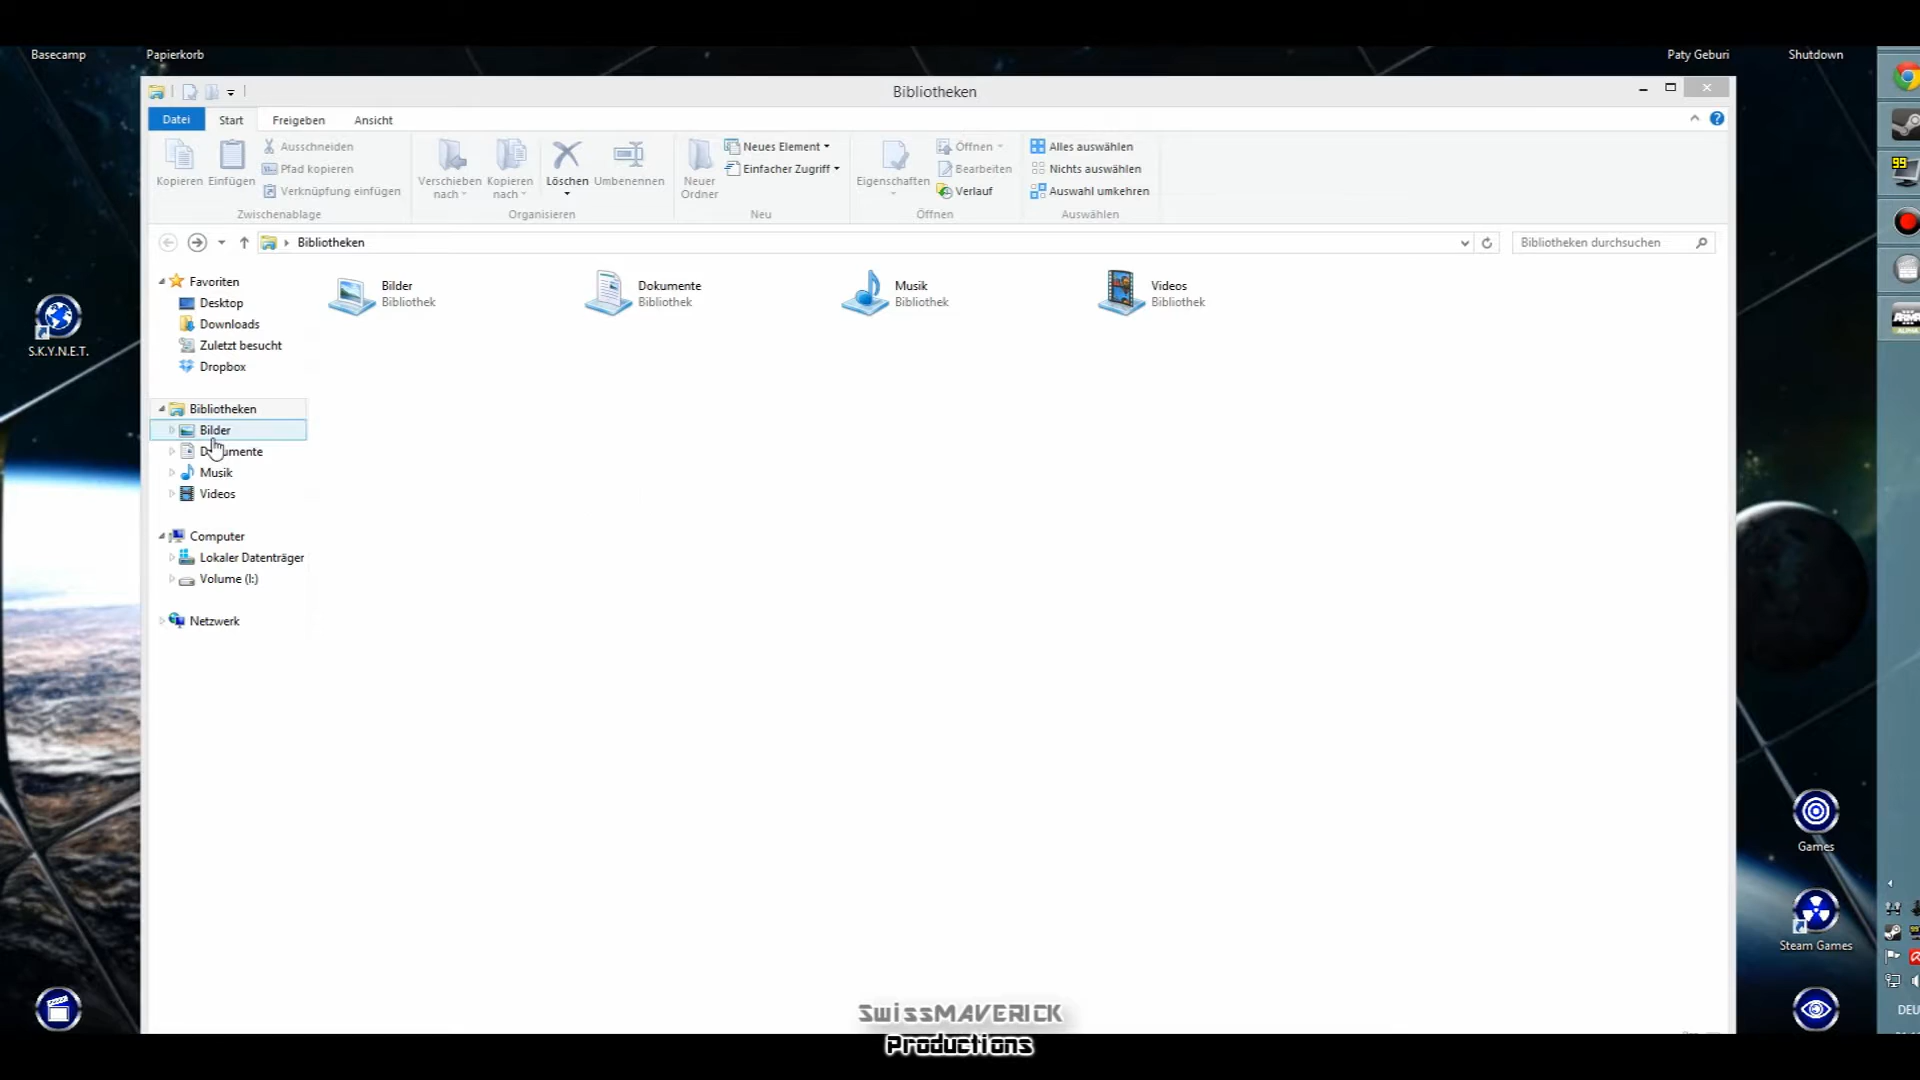 Basecamp
Papierkorb
Paty Geburi
Shutdown
Bibliotheken
Datei
Start
Freigeben
Ansicht
Kopieren
Einfügen
Ausschneiden
Pfad kopieren
Verknüpfung einfügen
Zwischenablage
Verschieben nach
Kopieren nach
Löschen
Umbenennen
Organisieren
Neuer Ordner
Neues Element
Einfacher Zugriff
Neu
Eigenschaften
Öffnen
Bearbeiten
Verlauf
Öffnen
Alles auswählen
Nichts auswählen
Auswahl umkehren
Auswählen
Bibliotheken
Bibliotheken durchsuchen
Favoriten
Desktop
Downloads
Zuletzt besucht
Dropbox
Bibliotheken
Bilder
Dokumente
Musik
Videos
Computer
Lokaler Datenträger
Volume (I:)
Netzwerk
Bilder
Bibliothek
Dokumente
Bibliothek
Musik
Bibliothek
Videos
Bibliothek
S.K.Y.N.E.T.
99
ARMA
ALPHA
Games
Steam Games
DEU
SwissMAVERICK
Productions